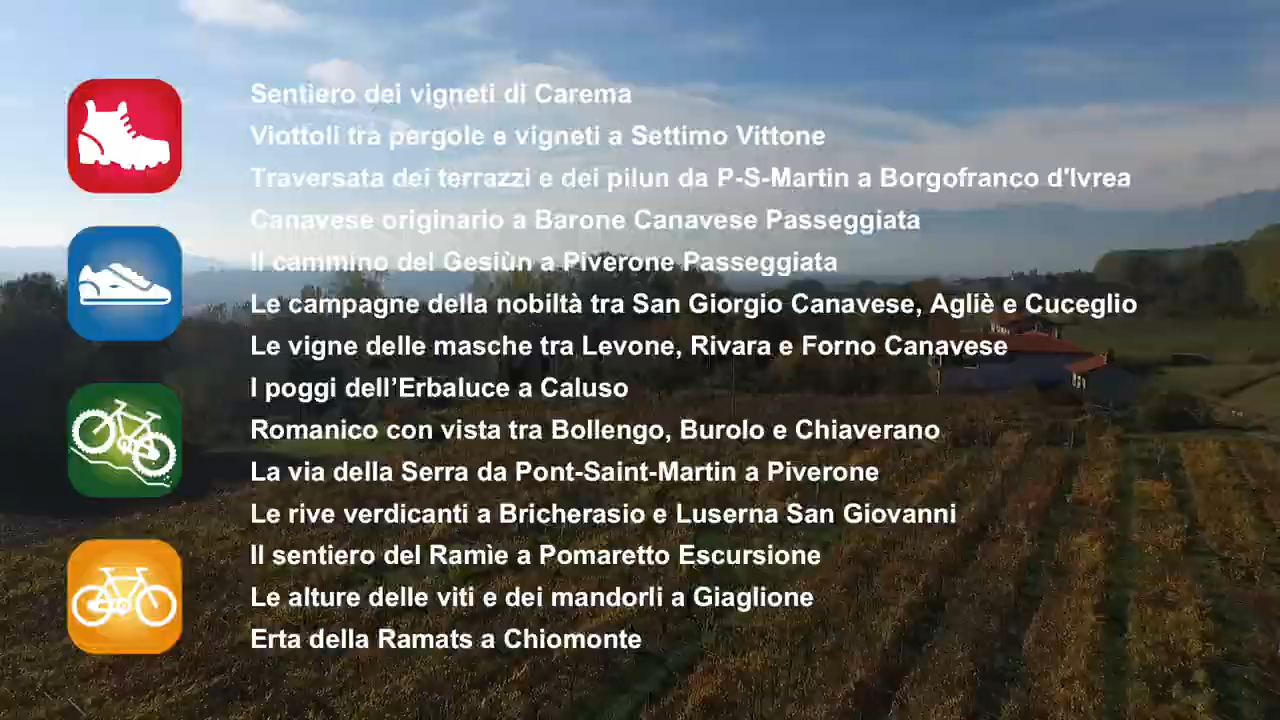 Sentiero dei vigneti di Carema
Viottoli tra pergole e vigneti a Settimo Vittone
Traversata dei terrazzi e dei pilun da P-S-Martin a Borgofranco d'Ivrea
Canavese originario a Barone Canavese Passeggiata
Il cammino del Gesiùn a Piverone Passeggiata
Le campagne della nobiltà tra San Giorgio Canavese, Agliè e Cuceglio
Le vigne delle masche tra Levone, Rivara e Forno Canavese
I poggi dell’Erbaluce a Caluso
Romanico con vista tra Bollengo, Burolo e Chiaverano
La via della Serra da Pont-Saint-Martin a Piverone
Le rive verdicanti a Bricherasio e Luserna San Giovanni
Il sentiero del Ramìe a Pomaretto Escursione
Le alture delle viti e dei mandorli a Giaglione
Erta della Ramats a Chiomonte